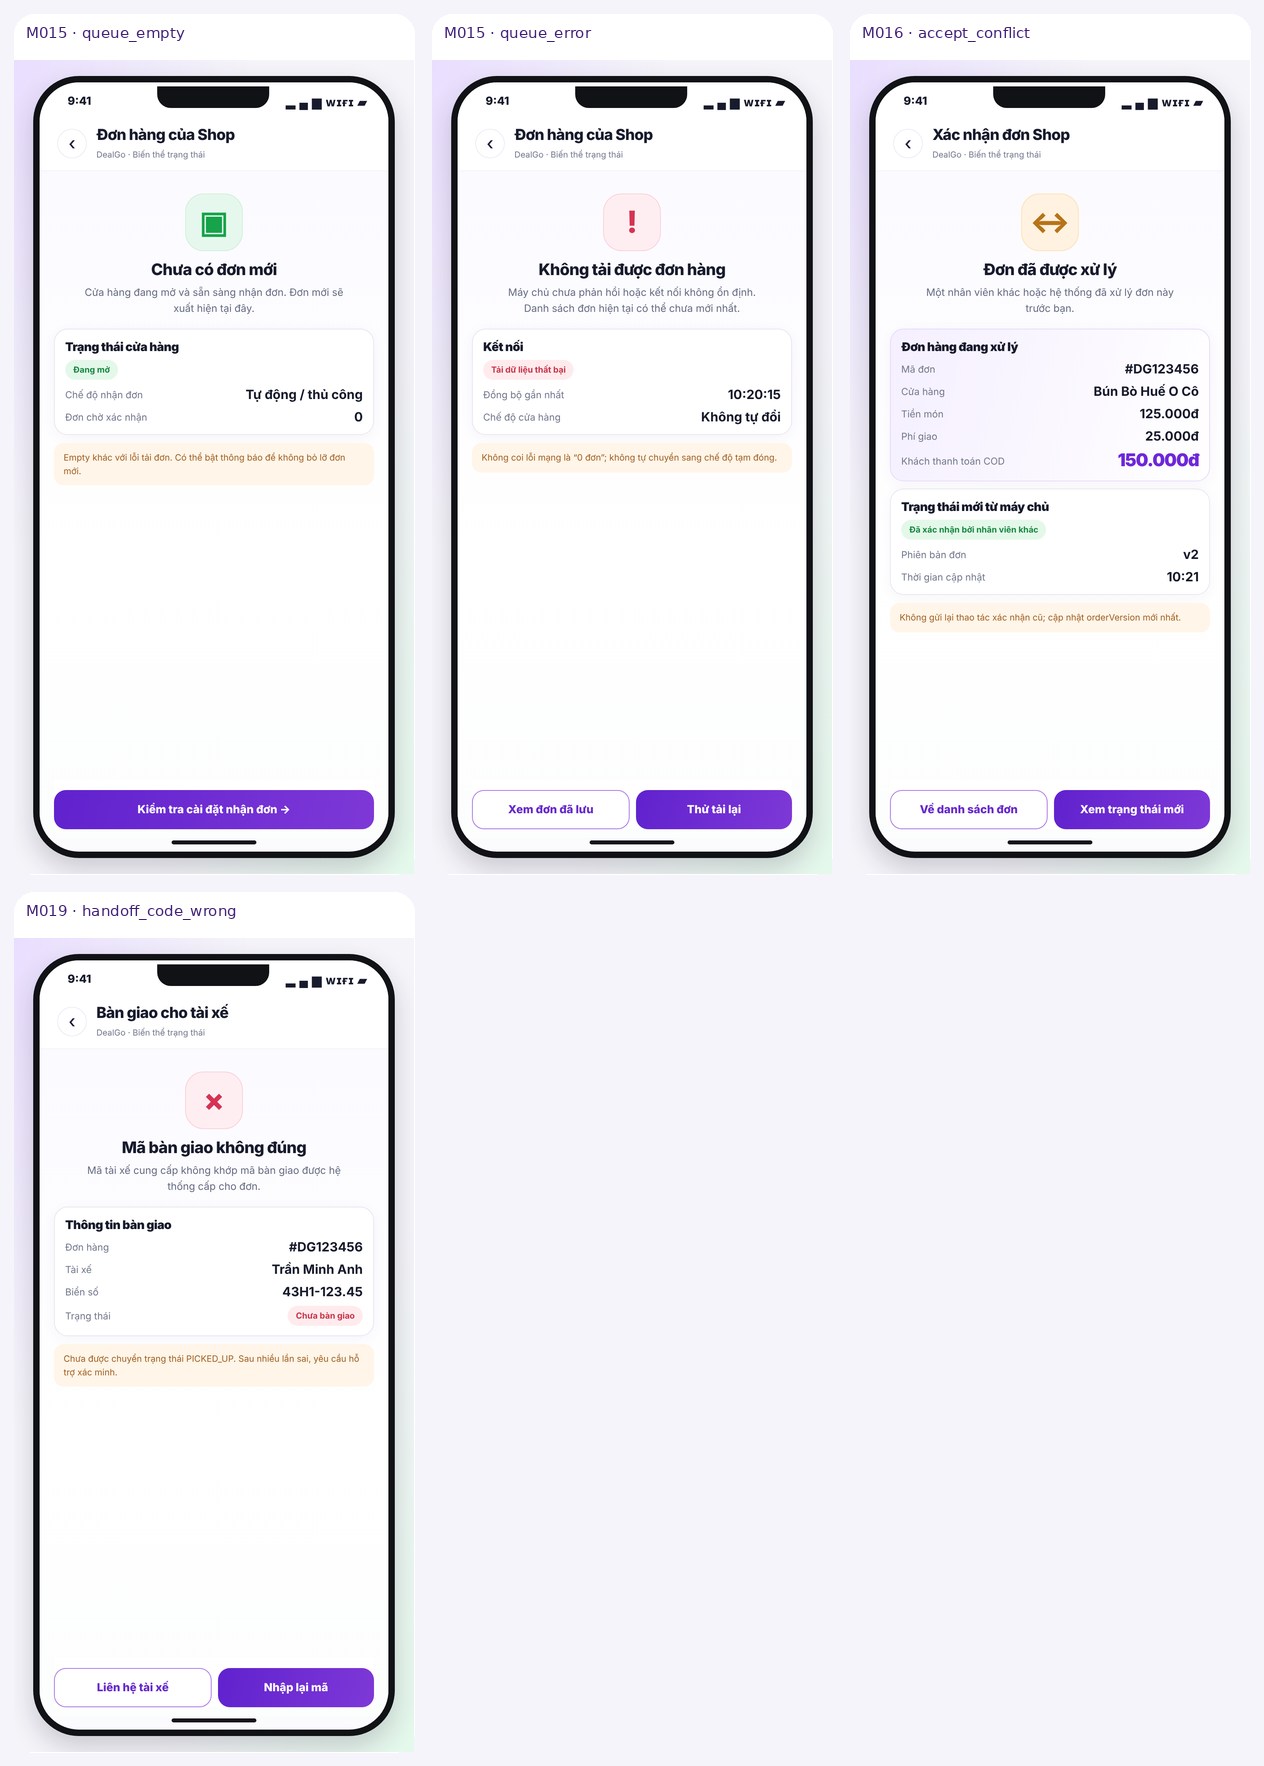 M015 · queue_empty
9:41
WIFI
‹
Đơn hàng của Shop
DealGo · Biến thể trạng thái
Chưa có đơn mới
Cửa hàng đang mở và sẵn sàng nhận đơn. Đơn mới sẽ
xuất hiện tại đây.
Trạng thái cửa hàng
Đang mở
Chế độ nhận đơn Tự động / thủ công
Đơn chờ xác nhận 0
Empty khác với lỗi tải đơn. Có thể bật thông báo để không bỏ lỡ đơn
mới.
Kiểm tra cài đặt nhận đơn →
M015 · queue_error
9:41
WIFI
‹
Đơn hàng của Shop
DealGo · Biến thể trạng thái
!
Không tải được đơn hàng
Máy chủ chưa phản hồi hoặc kết nối không ổn định.
Danh sách đơn hiện tại có thể chưa mới nhất.
Kết nối
Tải dữ liệu thất bại
Đồng bộ gần nhất 10:20:15
Chế độ cửa hàng Không tự đổi
Không coi lỗi mạng là “0 đơn”; không tự chuyển sang chế độ tạm đóng.
Xem đơn đã lưu
Thử tải lại
M016 · accept_conflict
9:41
WIFI
‹
Xác nhận đơn Shop
DealGo · Biến thể trạng thái
↔
Đơn đã được xử lý
Một nhân viên khác hoặc hệ thống đã xử lý đơn này
trước bạn.
Đơn hàng đang xử lý
Mã đơn #DG123456
Cửa hàng Bún Bò Huế O Cô
Tiền món 125.000đ
Phí giao 25.000đ
Khách thanh toán COD 150.000đ
Trạng thái mới từ máy chủ
Đã xác nhận bởi nhân viên khác
Phiên bản đơn v2
Thời gian cập nhật 10:21
Không gửi lại thao tác xác nhận cũ; cập nhật orderVersion mới nhất.
Về danh sách đơn
Xem trạng thái mới
M019 · handoff_code_wrong
9:41
WIFI
‹
Bàn giao cho tài xế
DealGo · Biến thể trạng thái
×
Mã bàn giao không đúng
Mã tài xế cung cấp không khớp mã bàn giao được hệ
thống cấp cho đơn.
Thông tin bàn giao
Đơn hàng #DG123456
Tài xế Trần Minh Anh
Biển số 43H1-123.45
Trạng thái Chưa bàn giao
Chưa được chuyển trạng thái PICKED_UP. Sau nhiều lần sai, yêu cầu hỗ
trợ xác minh.
Liên hệ tài xế
Nhập lại mã